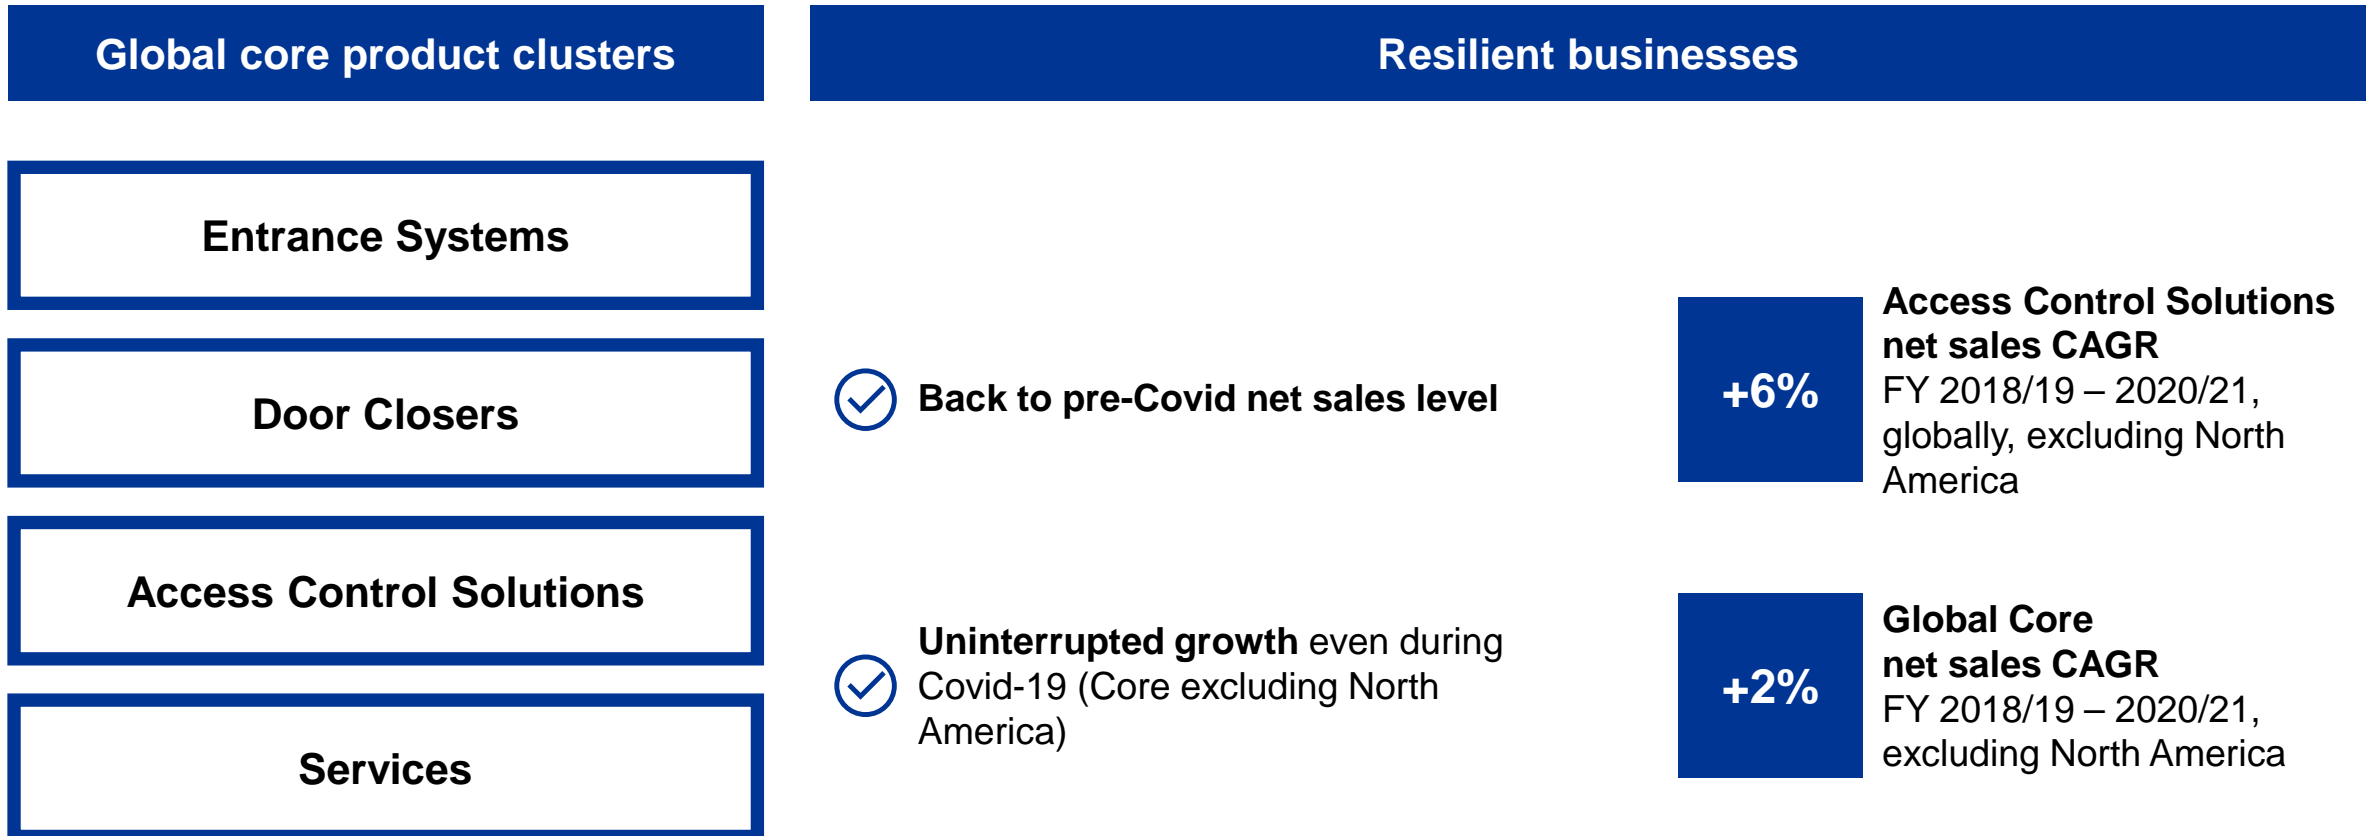 Global core product clusters
Resilient businesses
Entrance Systems
Door Closers
Access Control Solutions
Services
Back to pre-Covid net sales level
Uninterrupted growth even during
Covid-19 (Core excluding North
America)
+6%
Access Control Solutions
net sales CAGR
FY 2018/19 – 2020/21,
globally, excluding North
America
+2%
Global Core
net sales CAGR
FY 2018/19 – 2020/21,
excluding North America